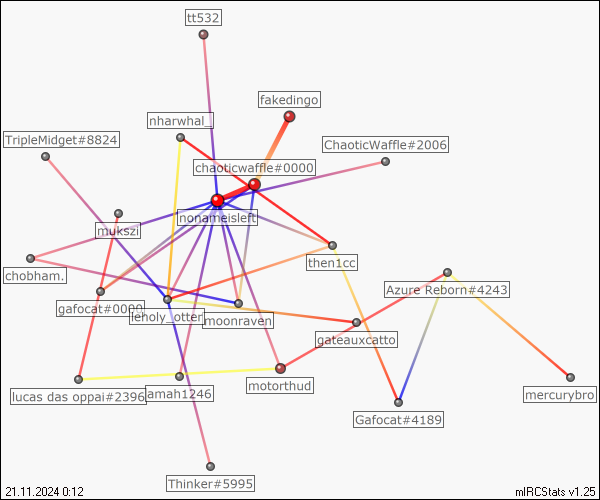 tt532
fakedingo
nharwhal_
TripleMidget#8824
ChaoticWaffle#2006
chaoticwaffle#0000
nonameisleft
mukszi
then1cc
chobham.
Azure Reborn#4243
gafocat#0000
leholy_otter
moonraven
gateauxcatto
motorthud
lucas das oppai#2396
amah1246
mercurybro
Gafocat#4189
Thinker#5995
21.11.2024 0:12
mIRCStats v1.25